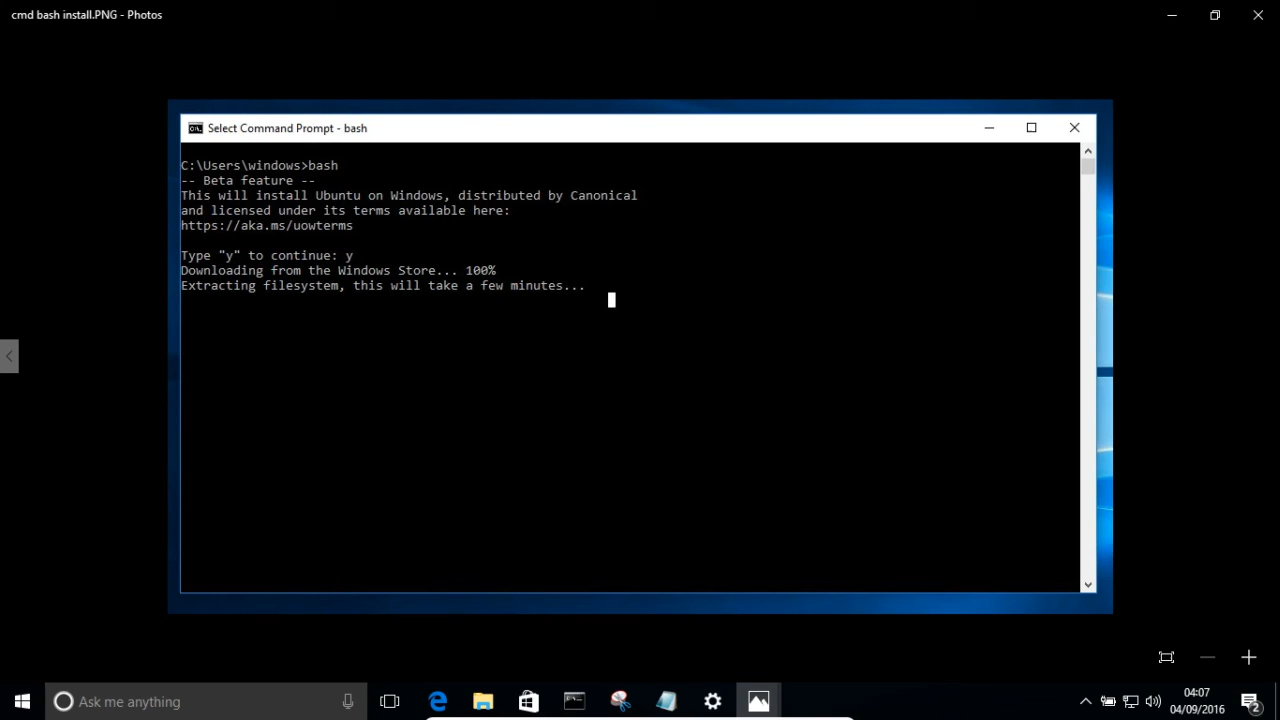 cmd bash install.PNG - Photos
Select Command Prompt - bash
C:\Users\windows>bash
-- Beta feature --
This will install Ubuntu on Windows, distributed by Canonical
and licensed under its terms available here:
https://aka.ms/uowterms
Type "y" to continue: y
Downloading from the Windows Store... 100%
Extracting filesystem, this will take a few minutes...
Ask me anything
04:07
04/09/2016
2